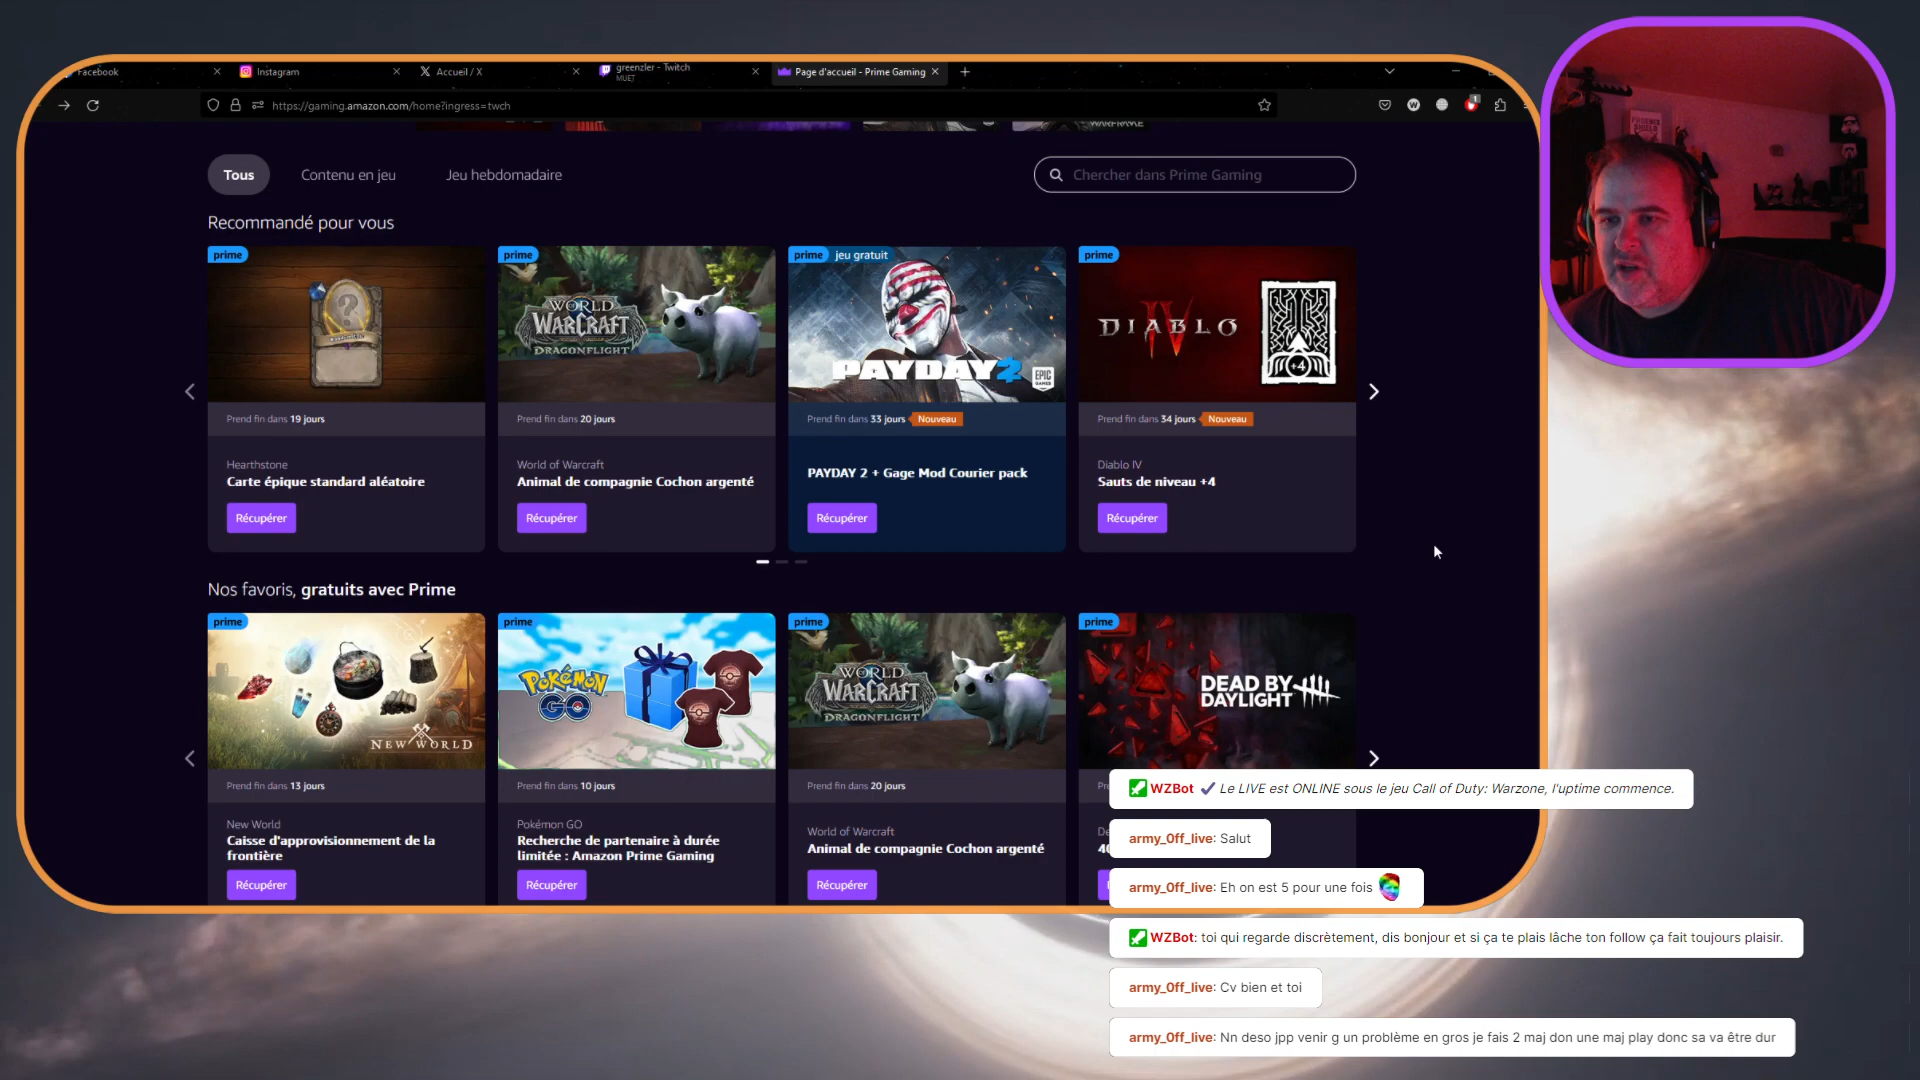 Facebook
Instagram
Accueil / X
greenzler - Twitch
MUET
Page d'accueil - Prime Gaming
https://gaming.amazon.com/home?ingress=twch
WARFRAME
Tous
Contenu en jeu
Jeu hebdomadaire
Chercher dans Prime Gaming
Recommandé pour vous
prime
prime
prime jeu gratuit
prime
WORLD WARCRAFT
DRAGONFLIGHT
PAYDAY 2
EPIC GAMES
DIABLO IV
+4
Prend fin dans 19 jours
Prend fin dans 20 jours
Prend fin dans 33 jours Nouveau
Prend fin dans 34 jours Nouveau
Hearthstone
Carte épique standard aléatoire
Récupérer
World of Warcraft
Animal de compagnie Cochon argenté
Récupérer
PAYDAY 2 + Gage Mod Courier pack
Récupérer
Diablo IV
Sauts de niveau +4
Récupérer
Nos favoris, gratuits avec Prime
prime
prime
prime
prime
NEW WORLD
POKÉMON GO
WORLD WARCRAFT
DRAGONFLIGHT
DEAD BY DAYLIGHT
Prend fin dans 13 jours
Prend fin dans 10 jours
Prend fin dans 20 jours
New World
Caisse d'approvisionnement de la
frontière
Récupérer
Pokémon GO
Recherche de partenaire à durée
limitée : Amazon Prime Gaming
Récupérer
World of Warcraft
Animal de compagnie Cochon argenté
Récupérer
WZBot ✓ Le LIVE est ONLINE sous le jeu Call of Duty: Warzone, l'uptime commence.
army_0ff_live: Salut
army_0ff_live: Eh on est 5 pour une fois
WZBot: toi qui regarde discrètement, dis bonjour et si ça te plais lâche ton follow ça fait toujours plaisir.
army_0ff_live: Cv bien et toi
army_0ff_live: Nn deso jpp venir g un problème en gros je fais 2 maj don une maj play donc sa va être dur